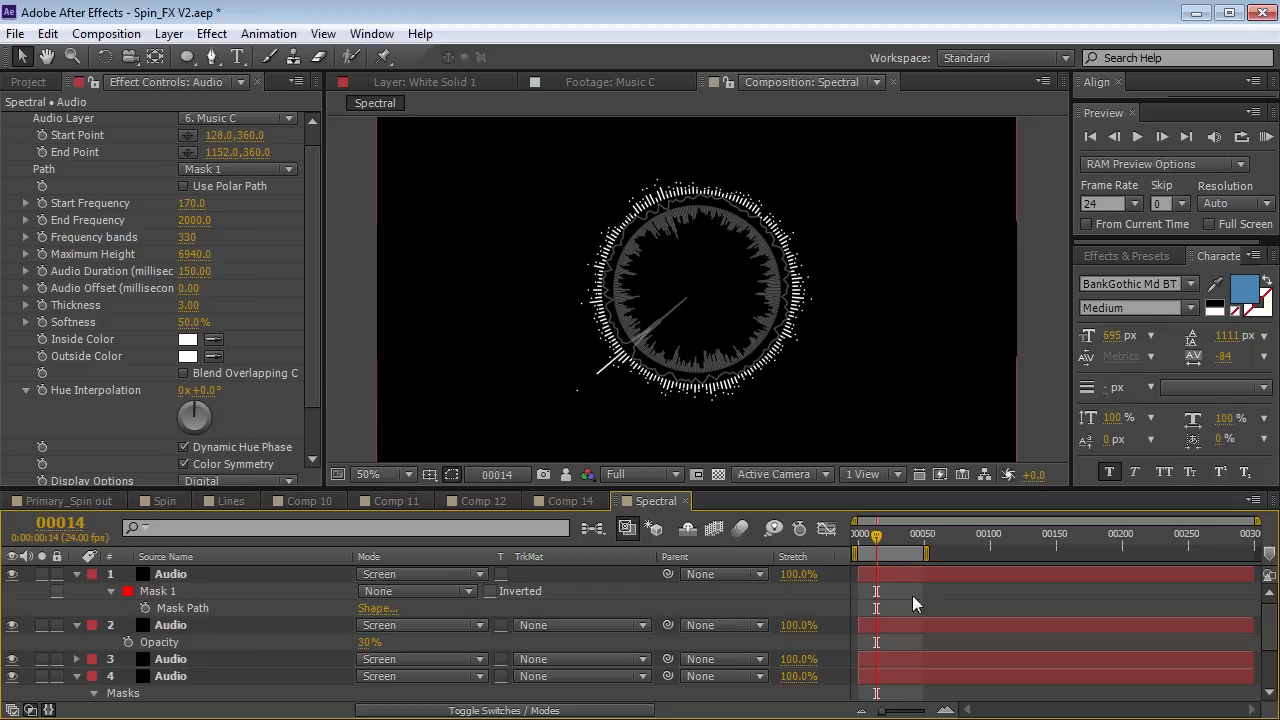 Ae Adobe After Effects - Spin_FX V2.aep *
File Edit Composition Layer Effect Animation View Window Help
Workspace: Standard Search Help
Project Effect Controls: Audio Layer: White Solid 1 Footage: Music C Composition: Spectral Align
Spectral • Audio Spectral
Audio Layer 6. Music C Preview
Start Point 128.0,360.0
End Point 1152.0,360.0
Path Mask 1 RAM Preview Options
Use Polar Path Frame Rate Skip Resolution
Start Frequency 170.0 24 0 Auto
End Frequency 2000.0 From Current Time Full Screen
Frequency bands 330
Maximum Height 6940.0 Effects & Presets Characte
Audio Duration (millisec 150.00
Audio Offset (millisecon 0.00 BankGothic Md BT
Thickness 3.00 Medium
Softness 50.0%
Inside Color 695 px 1111 px
Outside Color Metrics AV -84
Blend Overlapping C
Hue Interpolation 0x+0.0° - px
100 % 100 %
0 px 0 %
Dynamic Hue Phase
Color Symmetry T T TT Tt T¹ T₁
Display Options Digital 50% 00014 Full Active Camera 1 View +0.0
Primary_Spin out Spin Lines Comp 10 Comp 11 Comp 12 Comp 14 Spectral
00014
0:00:00:14 (24.00 fps) 0000 00050 00100 00150 00200 00250 0030
# Source Name Mode T TrkMat Parent Stretch
1 Audio Screen None 100.0%
Mask 1 None Inverted
Mask Path Shape...
2 Audio Screen None None 100.0%
Opacity 30%
3 Audio Screen None None 100.0%
4 Audio Screen None None 100.0%
Masks
Toggle Switches / Modes